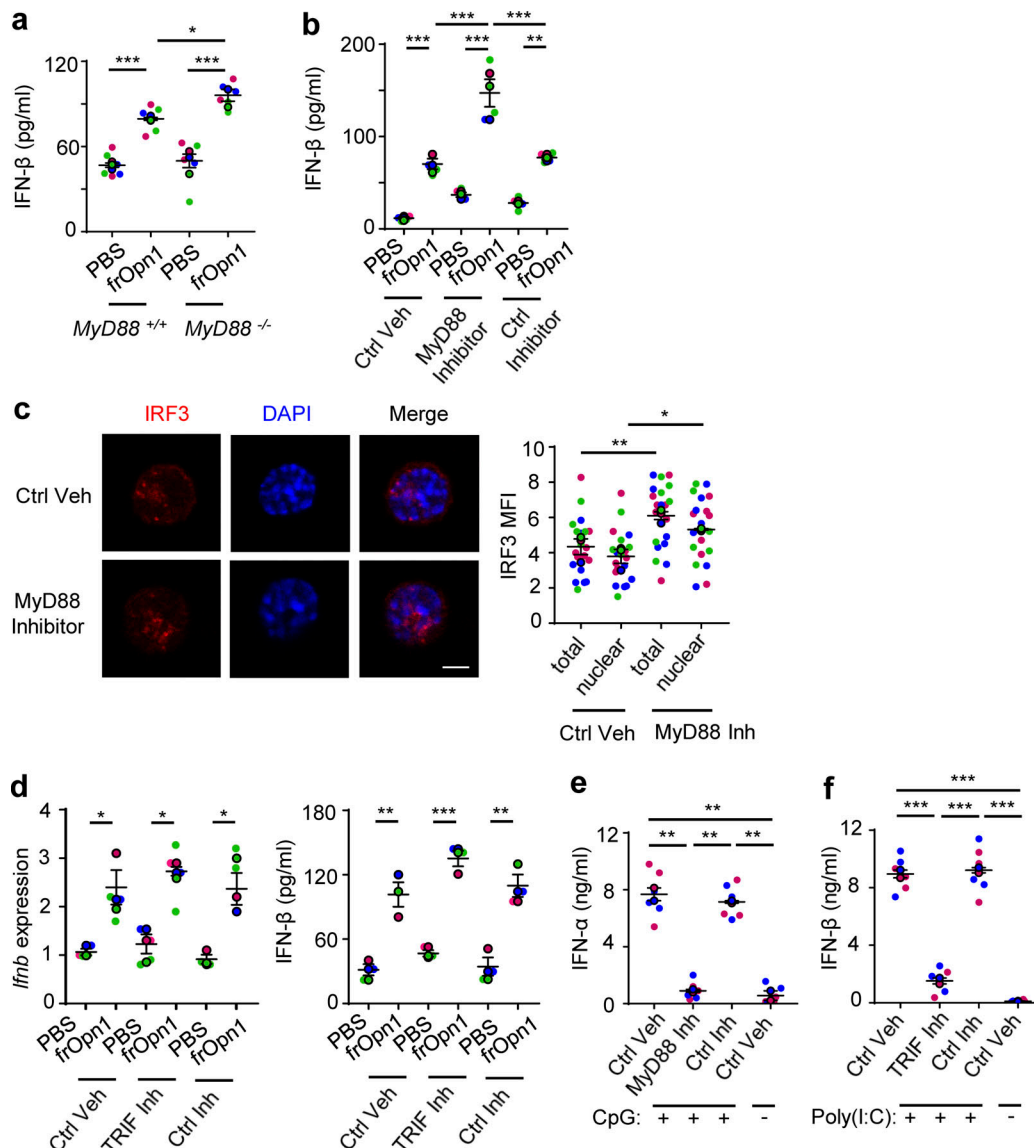 a
* 
*** ***
120
60
0
IFN-β (pg/ml)
PBS frOpn1 PBS frOpn1
MyD88 +/+ MyD88 -/-
b
*** ***
*** *** **
200
150
100
50
0
IFN-β (pg/ml)
PBS frOpn1 PBS frOpn1 PBS frOpn1
Ctrl Veh MyD88 Inhibitor Ctrl Inhibitor
c
IRF3 DAPI Merge
Ctrl Veh
MyD88
Inhibitor
*
**
10
8
6
4
2
0
IRF3 MFI
total nuclear total nuclear
Ctrl Veh MyD88 Inh
d
* * *
4
3
2
1
0
Ifnb expression
PBS frOpn1 PBS frOpn1 PBS frOpn1
Ctrl Veh TRIF Inh Ctrl Inh
** *** **
180
120
60
0
IFN-β (pg/ml)
PBS frOpn1 PBS frOpn1 PBS frOpn1
Ctrl Veh TRIF Inh Ctrl Inh
e
**
** ** **
12
8
4
0
IFN-α (ng/ml)
Ctrl Veh MyD88 Inh Ctrl Inh Ctrl Veh
CpG: + + + -
f
***
*** *** ***
12
8
4
0
IFN-β (ng/ml)
Ctrl Veh TRIF Inh Ctrl Inh Ctrl Veh
Poly(I:C) + + + -